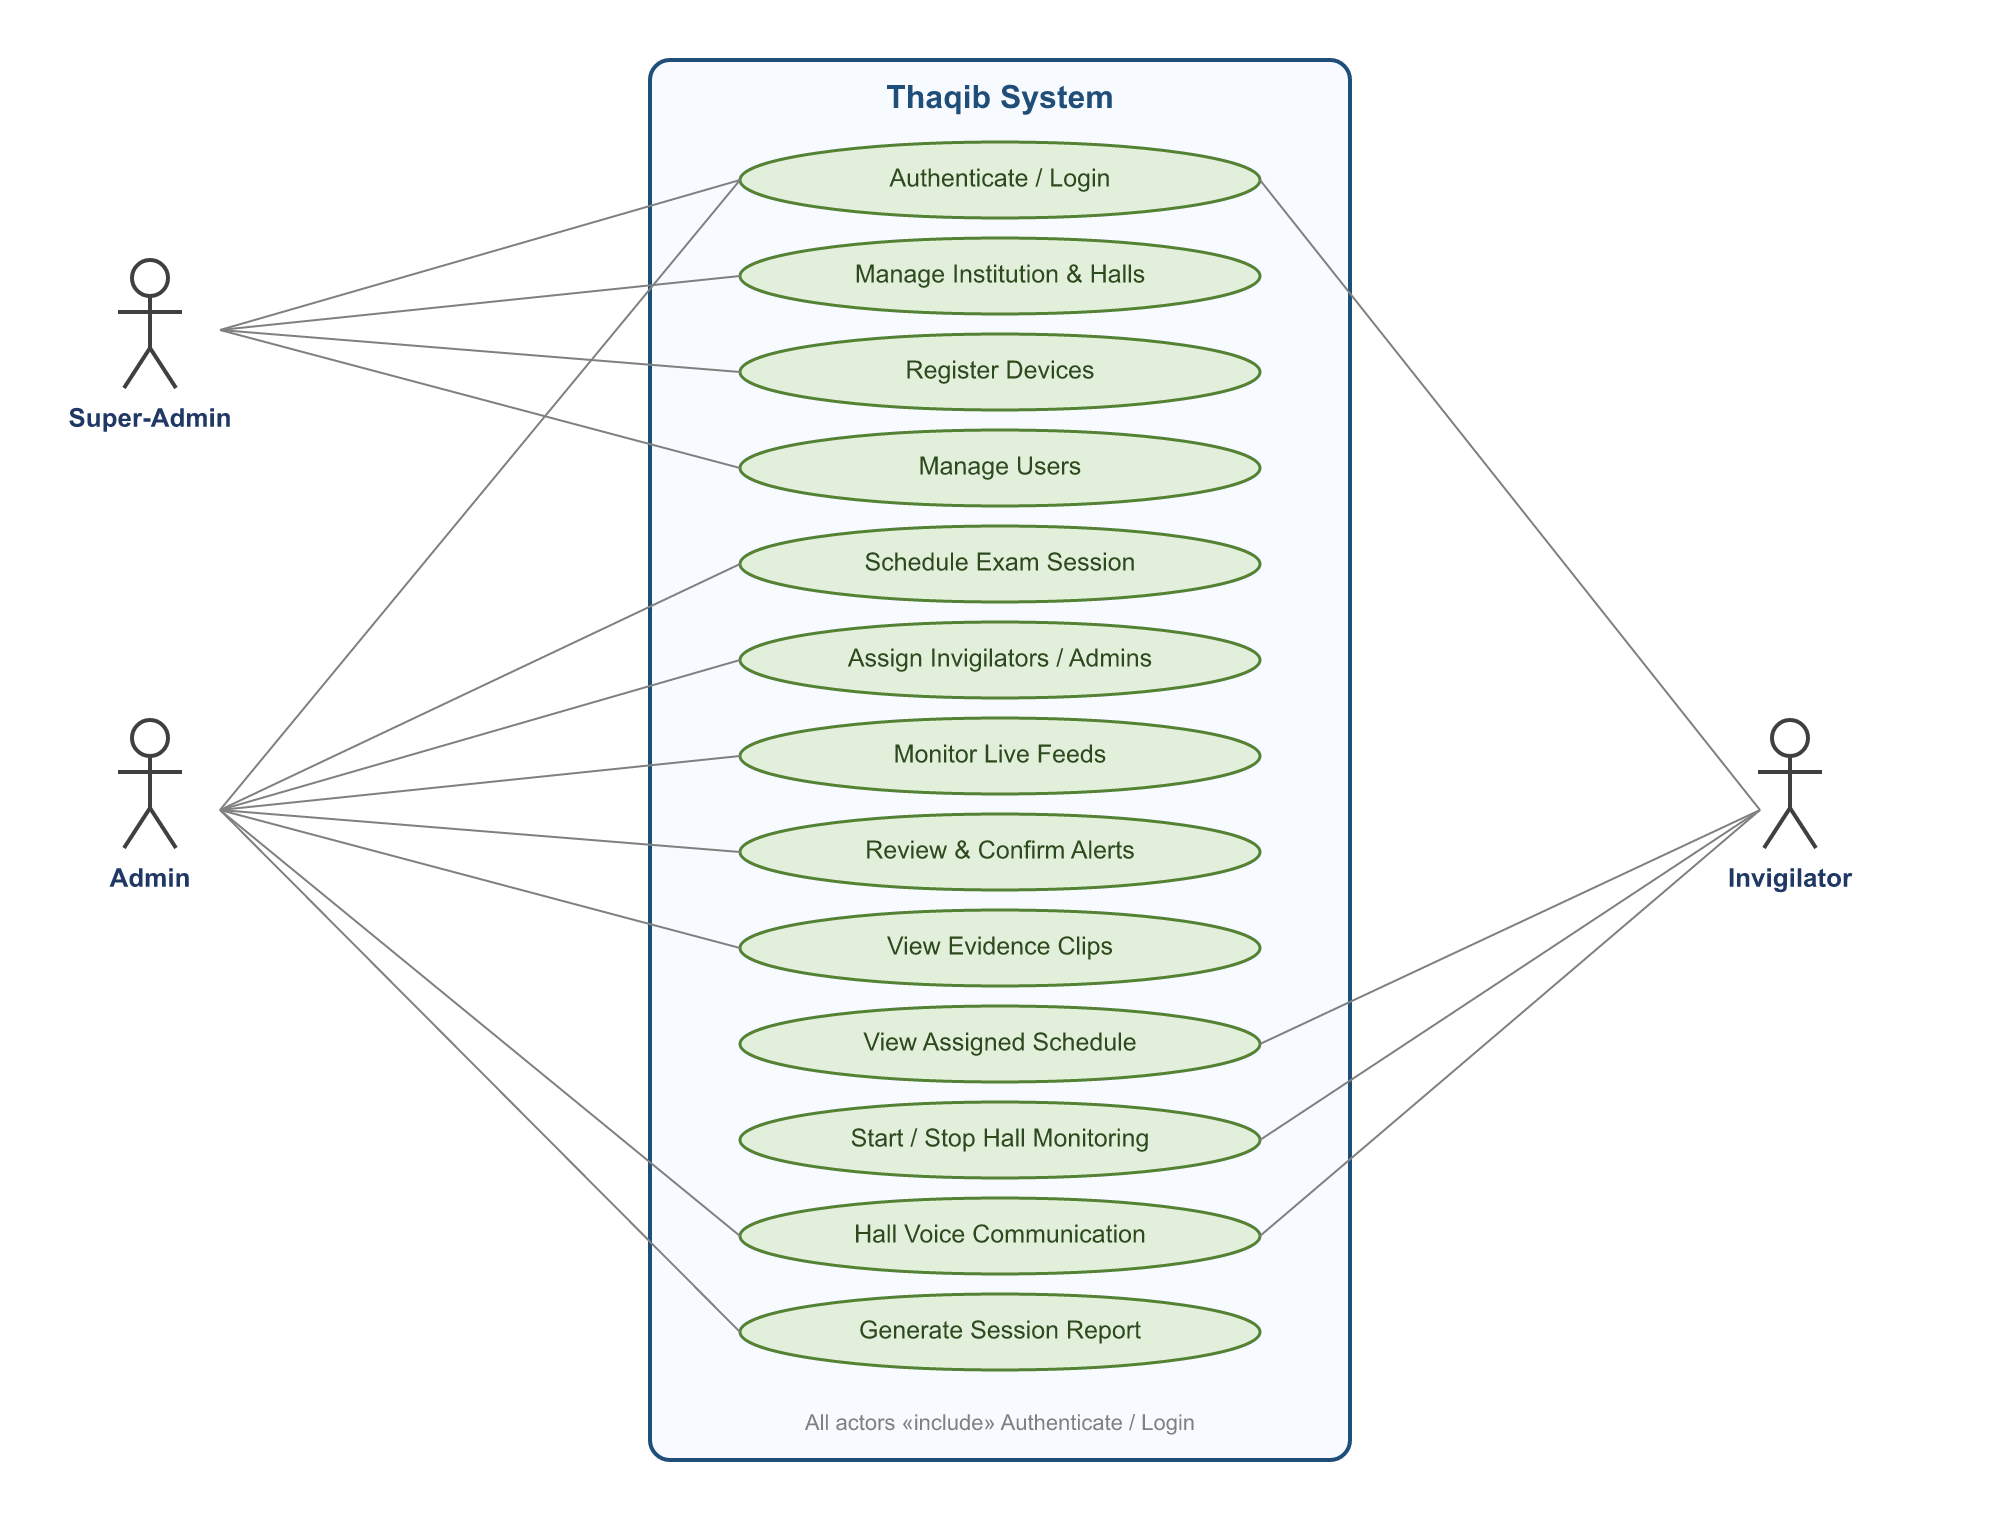 Thaqib System
Authenticate / Login
Manage Institution & Halls
Register Devices
Super-Admin
Manage Users
Schedule Exam Session
Assign Invigilators / Admins
Monitor Live Feeds
Review & Confirm Alerts
Admin
Invigilator
View Evidence Clips
View Assigned Schedule
Start / Stop Hall Monitoring
Hall Voice Communication
Generate Session Report
All actors «include» Authenticate / Login